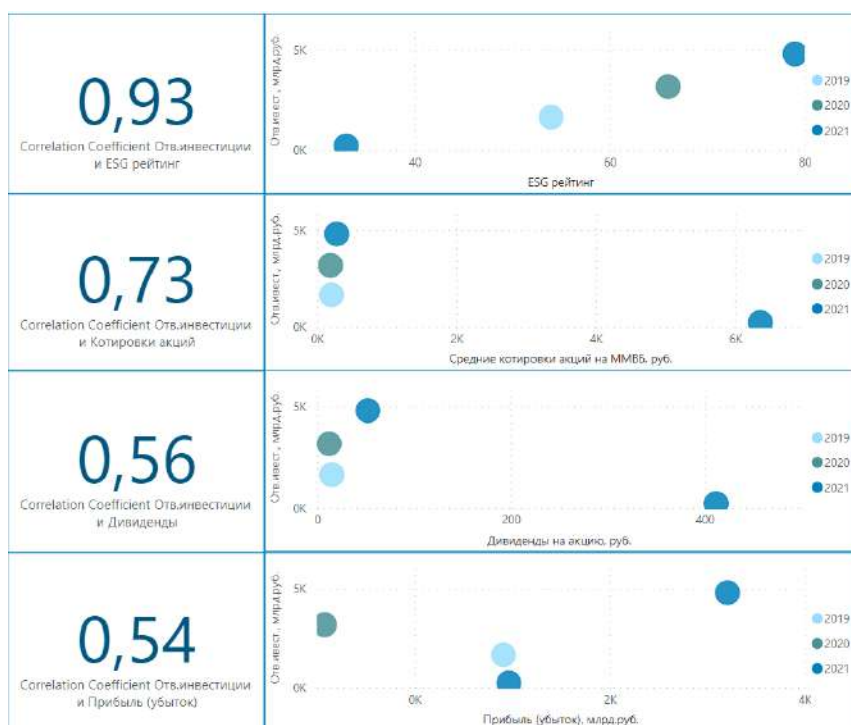 0,93
Correlation Coefficient Отв.инвестиции
и ESG рейтинг
Отв.инвест., млрд.руб.
5K
0K
40
60
80
ESG рейтинг
2019
2020
2021
0,73
Correlation Coefficient Отв.инвестиции
и Котировки акций
Отв.инвест., млрд.руб.
5K
0K
0K
2K
4K
6K
Средние котировки акций на ММВБ, руб.
2019
2020
2021
0,56
Correlation Coefficient Отв.инвестиции
и Дивиденды
Отв.инвест., млрд.руб.
5K
0K
0
200
400
Дивиденды на акцию, руб.
2019
2020
2021
0,54
Correlation Coefficient Отв.инвестиции
и Прибыль (убыток)
Отв.инвест., млрд.руб.
5K
0K
0K
2K
4K
Прибыль (убыток), млрд.руб.
2019
2020
2021